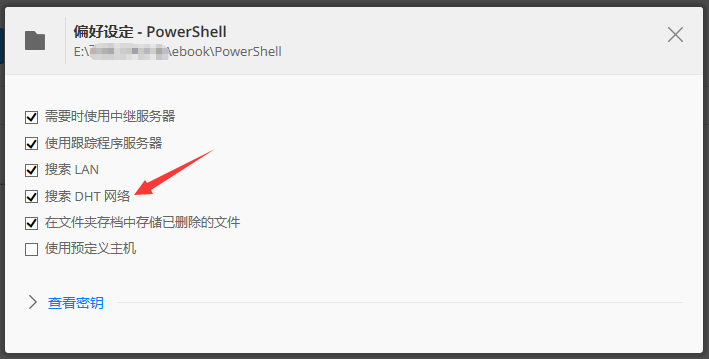 偏好设定 - PowerShell
E:\\ebook\PowerShell
需要时使用中继服务器
使用跟踪程序服务器
搜索 LAN
搜索 DHT 网络
在文件夹存档中存储已删除的文件
使用预定义主机
查看密钥